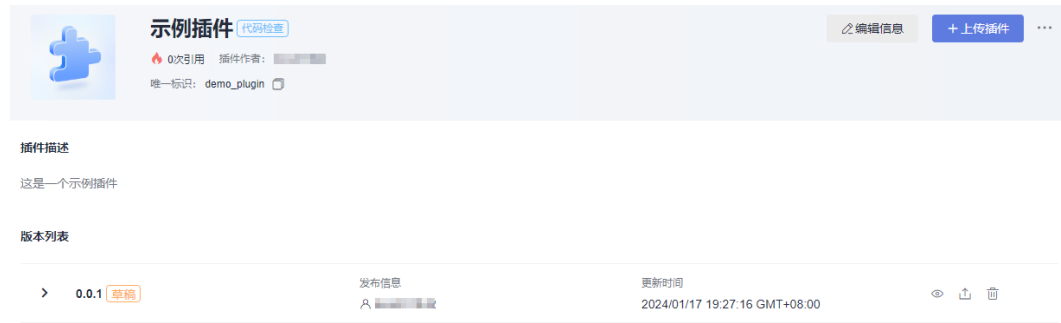 示例插件 代码检查
编辑信息
+上传插件
0次引用 插件作者：
唯一标识： demo_plugin
插件描述
这是一个示例插件
版本列表
0.0.1 草稿
发布信息
更新时间
2024/01/17 19:27:16 GMT+08:00